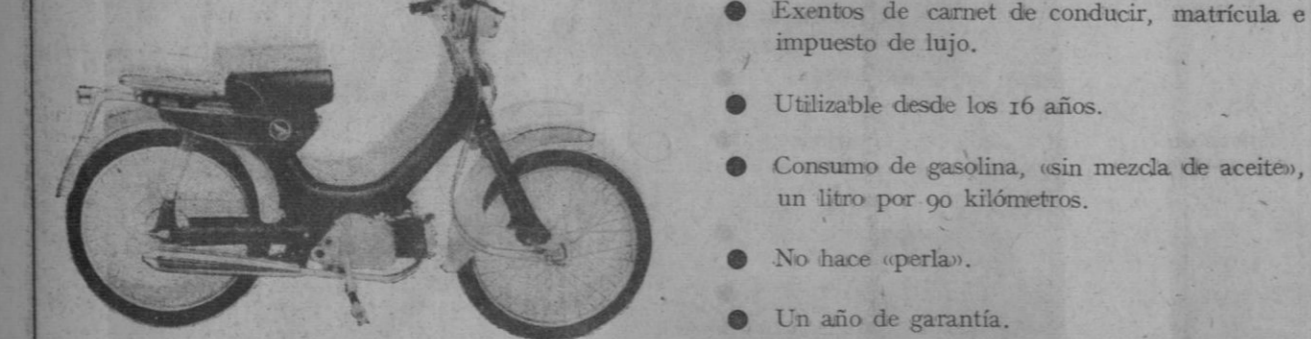 ● Exentos de carnet de conducir, matrícula e
impuesto de lujo.
● Utilizable desde los 16 años.
● Consumo de gasolina, «sin mezcla de aceite»,
un litro por 90 kilómetros.
● No hace «perla».
● Un año de garantía.